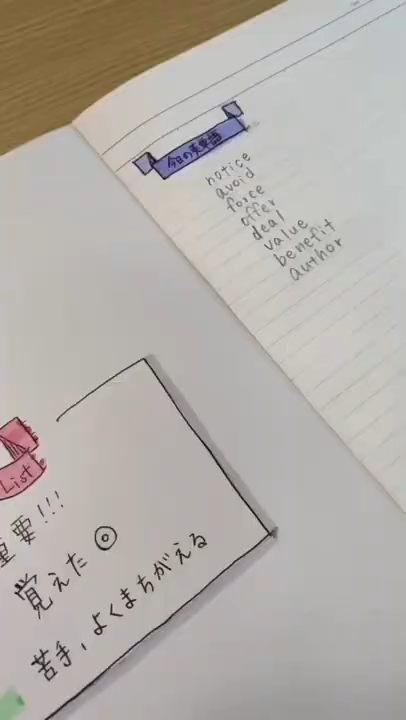 今日の英単語
notice
avoid
force
offer
deal
value
benefit
author
List
重要!!!
覚えた ◎
苦手,よくまちがえる